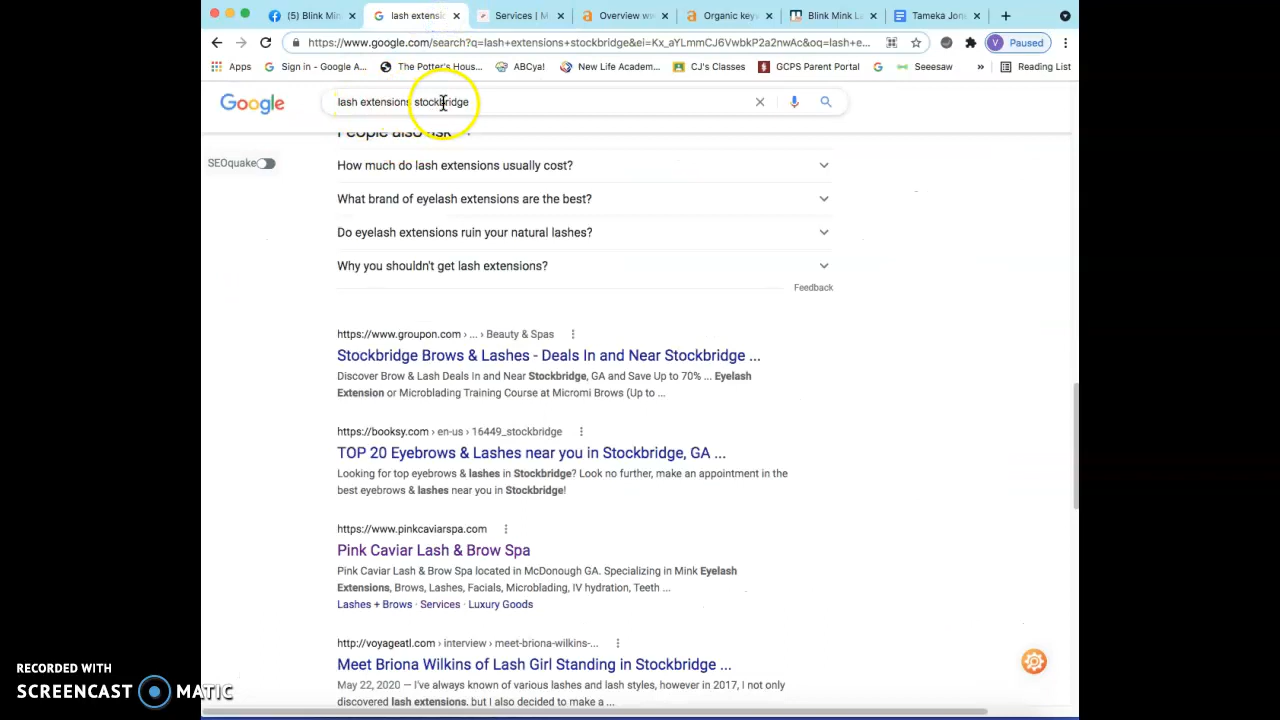 (5) Blink Mink
lash extensi
Services | M
Overview ww
Organic keyw
Blink Mink La
Tameka Jone
https://www.google.com/search?q=lash+extensions+stockbridge&ei=Kx_aYLmmCJ6VwbkP2a2nwAc&oq=lash+e...
V Paused
Apps
Sign in - Google A...
The Potter's Hous...
ABCya!
New Life Academ...
CJ's Classes
GCPS Parent Portal
Seeesaw
»
Reading List
Google
lash extensions stockbridge
SEOquake
People also ask
How much do lash extensions usually cost?
What brand of eyelash extensions are the best?
Do eyelash extensions ruin your natural lashes?
Why you shouldn't get lash extensions?
Feedback
https://www.groupon.com › ... › Beauty & Spas
Stockbridge Brows & Lashes - Deals In and Near Stockbridge ...
Discover Brow & Lash Deals In and Near Stockbridge, GA and Save Up to 70% ... Eyelash
Extension or Microblading Training Course at Micromi Brows (Up to ...
https://booksy.com › en-us › 16449_stockbridge
TOP 20 Eyebrows & Lashes near you in Stockbridge, GA ...
Looking for top eyebrows & lashes in Stockbridge? Look no further, make an appointment in the
best eyebrows & lashes near you in Stockbridge!
https://www.pinkcaviarspa.com
Pink Caviar Lash & Brow Spa
Pink Caviar Lash & Brow Spa located in McDonough GA. Specializing in Mink Eyelash
Extensions, Brows, Lashes, Facials, Microblading, IV hydration, Teeth ...
Lashes + Brows · Services · Luxury Goods
http://voyageatl.com › interview › meet-briona-wilkins-...
Meet Briona Wilkins of Lash Girl Standing in Stockbridge ...
May 22, 2020 — I've always known of various lashes and lash styles, however in 2017, I not only
discovered lash extensions, but I also decided to make a ...
RECORDED WITH
SCREENCAST MATIC